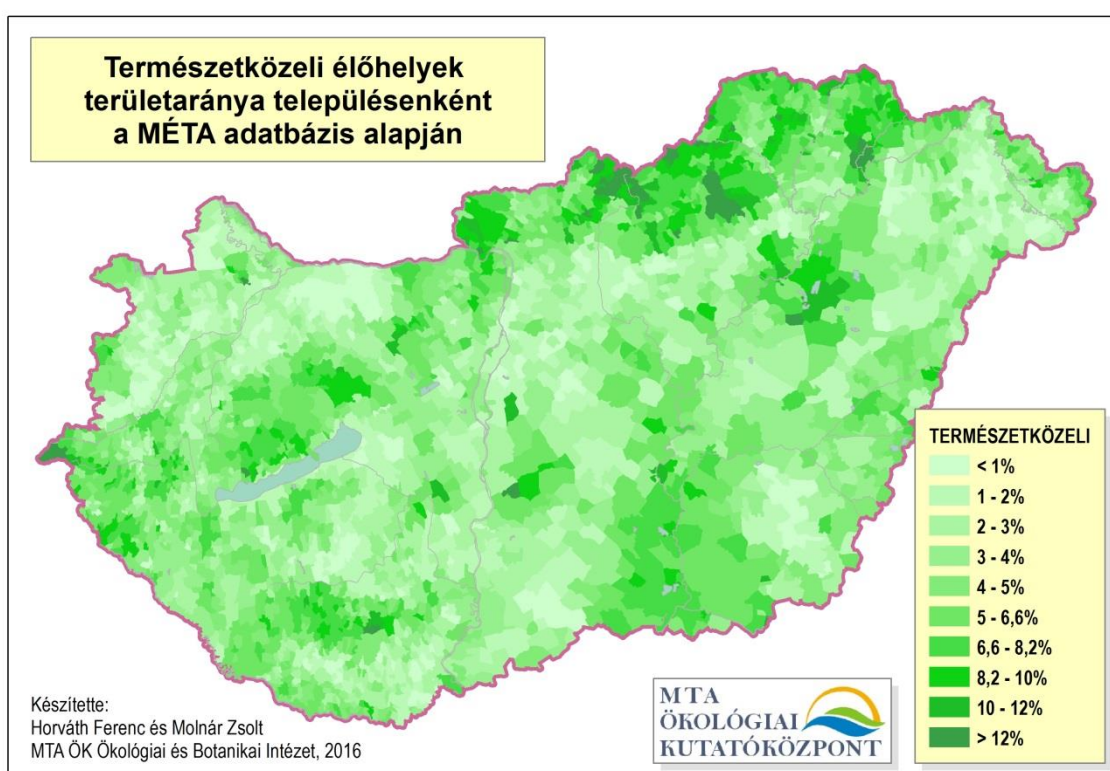 Természetközeli élőhelyek
területaránya településenként
a MÉTA adatbázis alapján
TERMÉSZETKÖZELI
< 1%
1 - 2%
2 - 3%
3 - 4%
4 - 5%
5 - 6,6%
6,6 - 8,2%
8,2 - 10%
10 - 12%
> 12%
Készítette:
Horváth Ferenc és Molnár Zsolt
MTA ÖK Ökológiai és Botanikai Intézet, 2016
MTA
ÖKOLÓGIAI
KUTATÓKÖZPONT